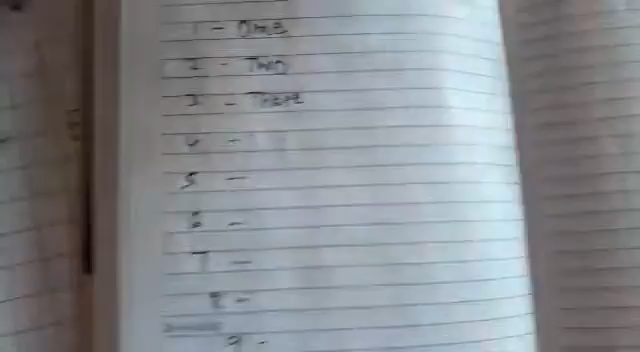 1 - One
2 - Two
3 - Three
4 -
5 -
6 -
7 -
8 -
9 -